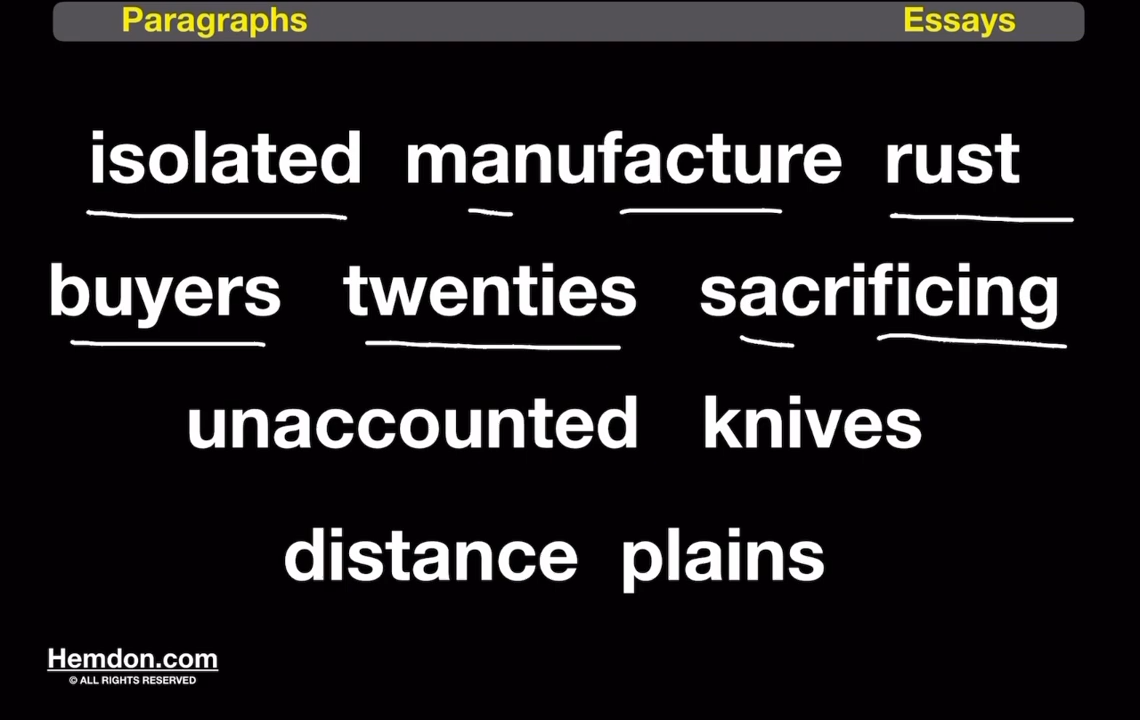 Paragraphs Essays
isolated manufacture rust
buyers twenties sacrificing
unaccounted knives
distance plains
Hemdon.com
© ALL RIGHTS RESERVED